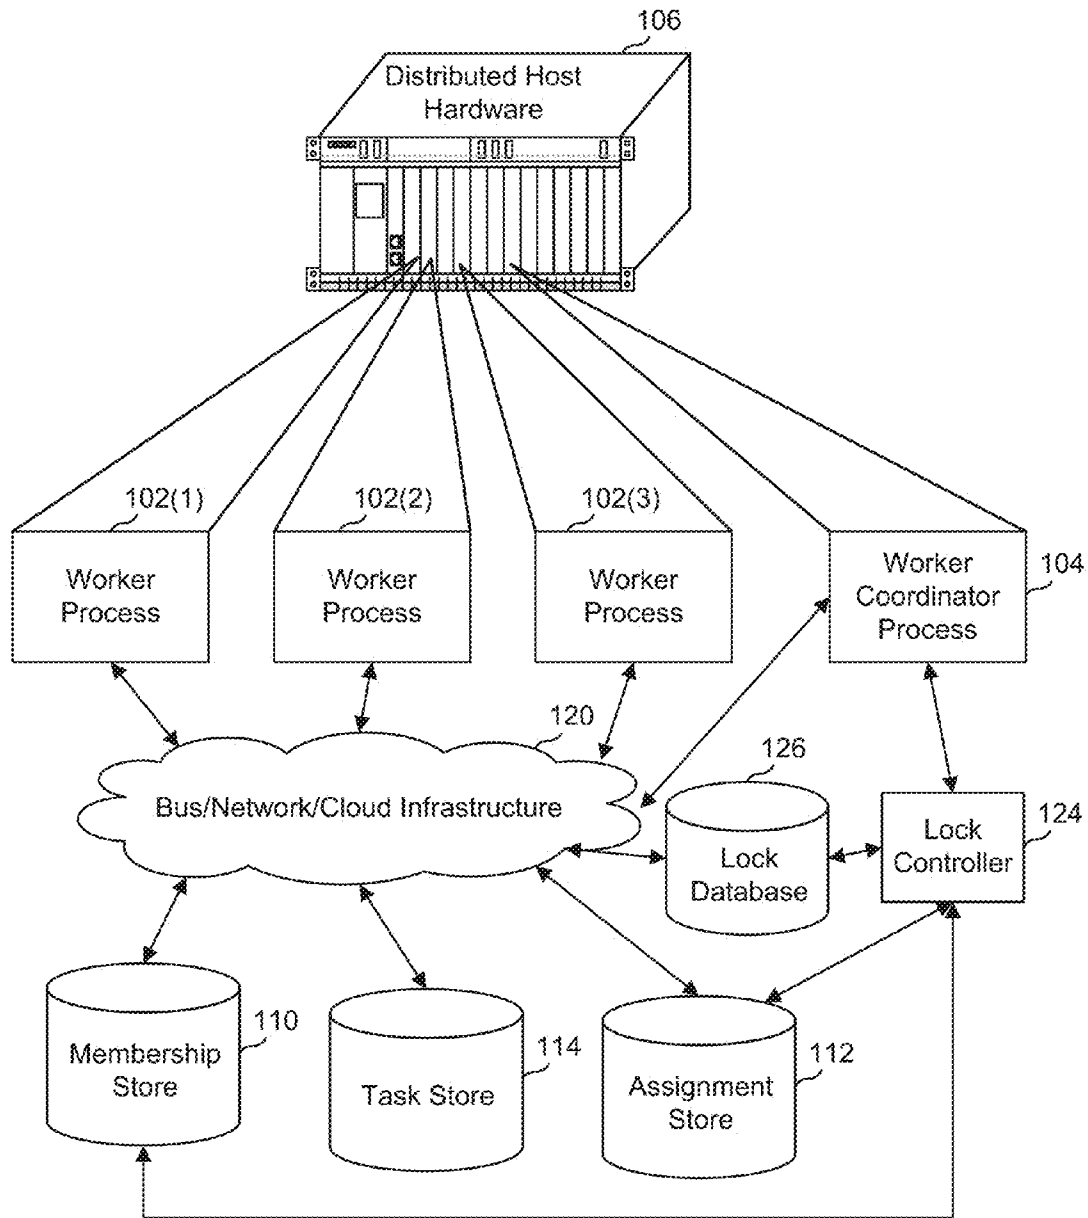 106
Distributed Host
Hardware
102(1)
102(2)
102(3)
Worker
Process
Worker
Process
Worker
Process
Worker
Coordinator
Process
104
120
Bus/Network/Cloud Infrastructure
126
Lock
Database
Lock
Controller
124
Membership
Store
110
Task Store
114
Assignment
Store
112